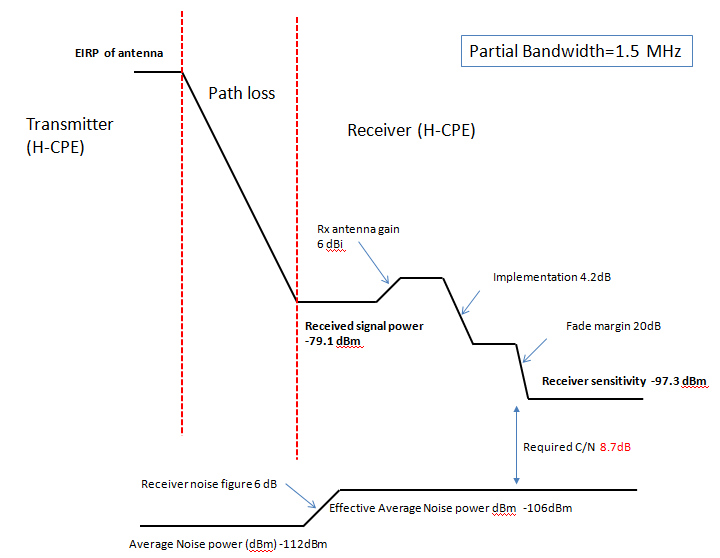 EIRP of antenna
Partial Bandwidth=1.5 MHz
Path loss
Transmitter
(H-CPE)
Receiver (H-CPE)
Rx antenna gain
6 dBi
Implementation 4.2dB
Received signal power
-79.1 dBm
Fade margin 20dB
Receiver sensitivity -97.3 dBm
Required C/N 8.7dB
Receiver noise figure 6 dB
Effective Average Noise power dBm -106dBm
Average Noise power (dBm) -112dBm